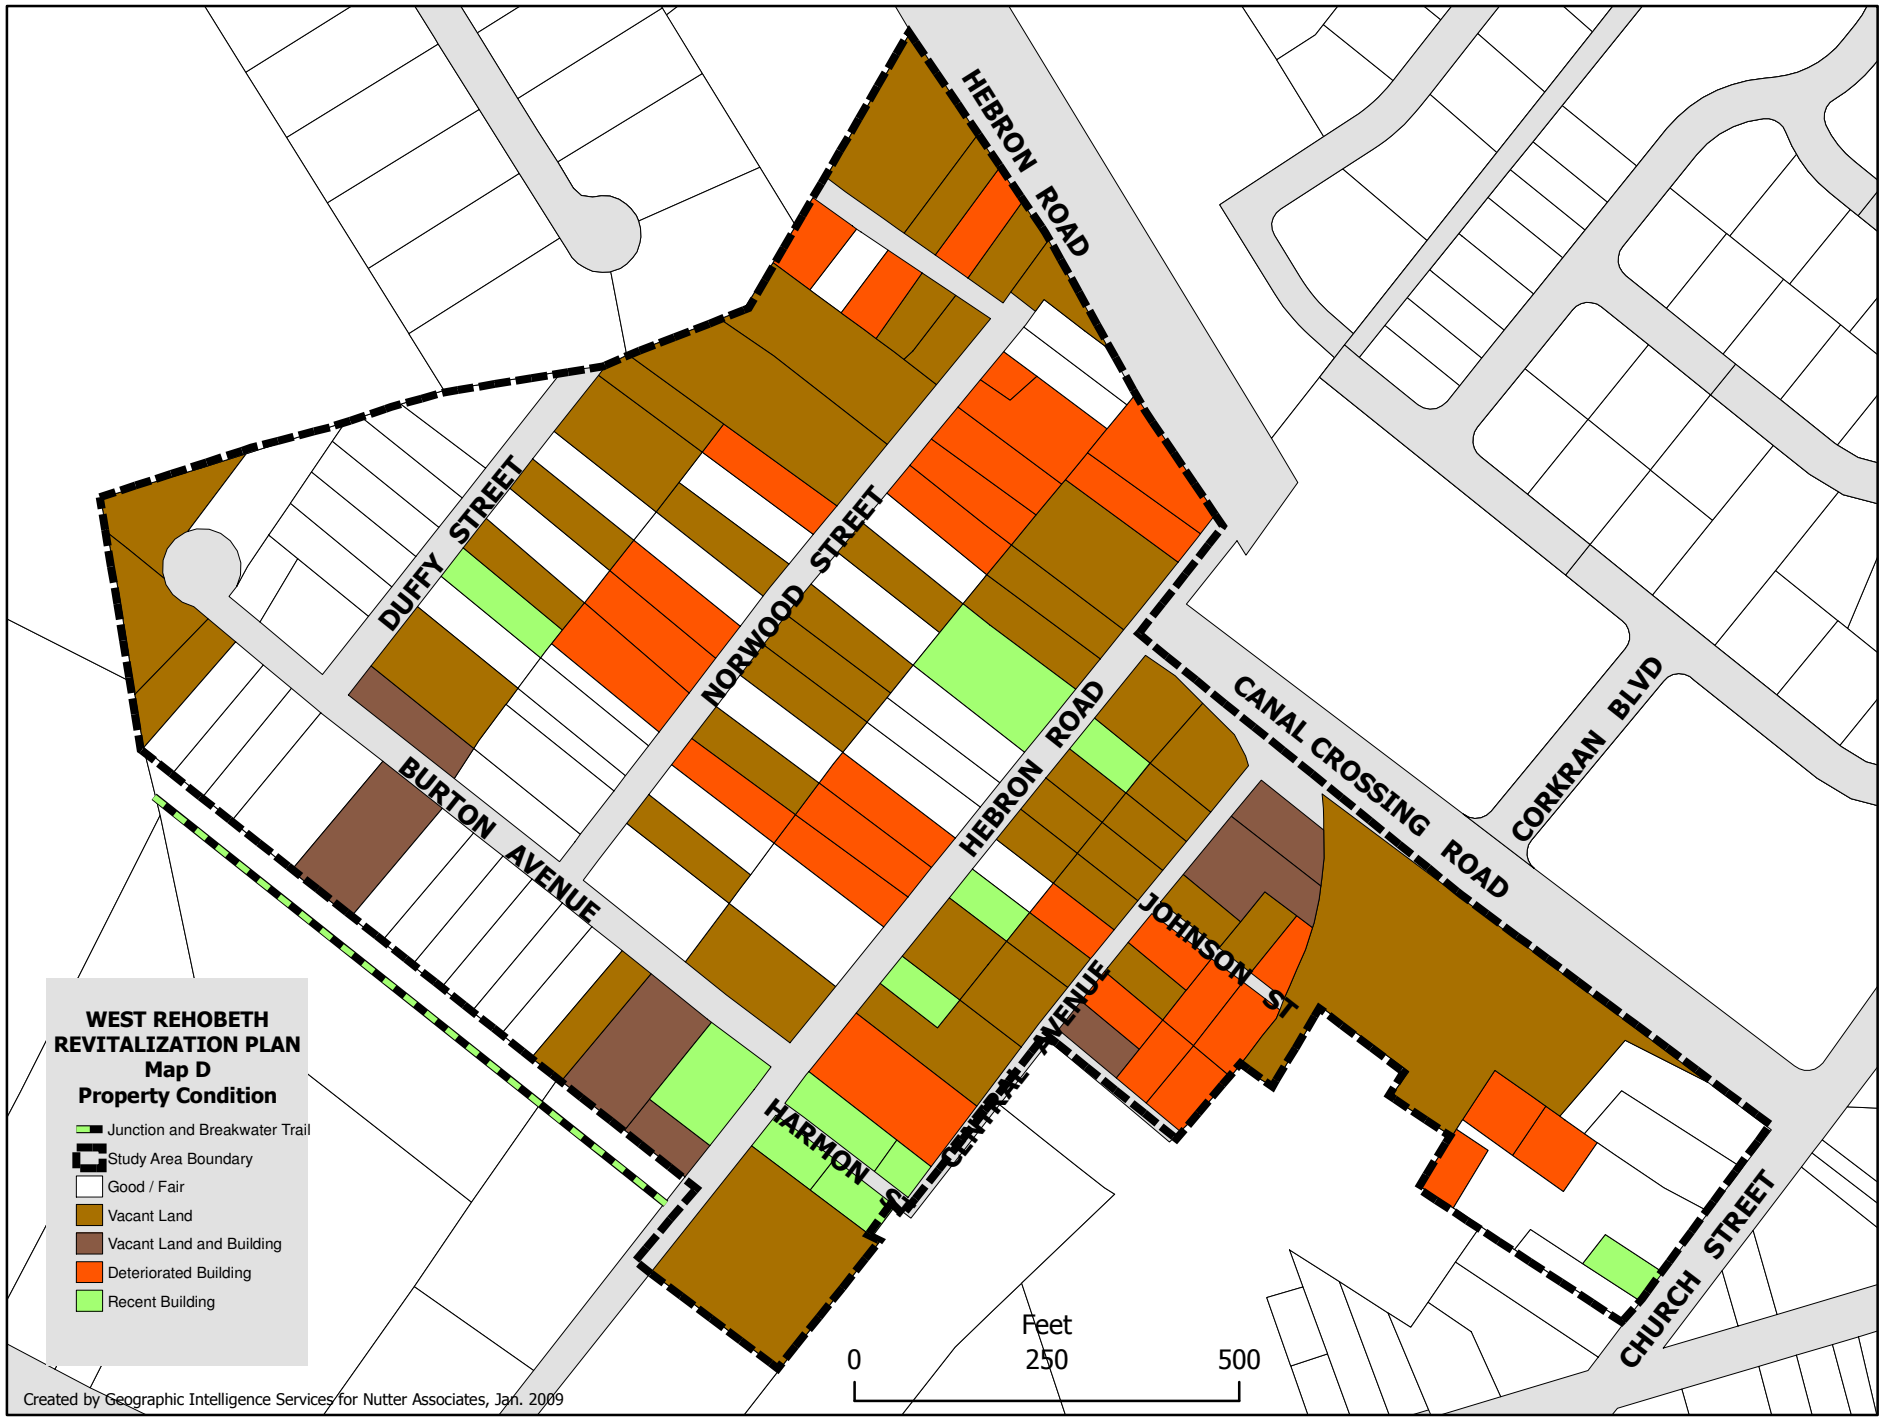 HEBRON ROAD
DUFFY STREET
NORWOOD STREET
HEBRON ROAD
CANAL CROSSING ROAD
CORKRAN BLVD
BURTON AVENUE
JOHNSON ST
CENTRAL AVENUE
HARMON ST
CHURCH STREET
WEST REHOBETH
REVITALIZATION PLAN
Map D
Property Condition
Junction and Breakwater Trail
Study Area Boundary
Good / Fair
Vacant Land
Vacant Land and Building
Deteriorated Building
Recent Building
Feet
0 250 500
Created by Geographic Intelligence Services for Nutter Associates, Jan. 2009